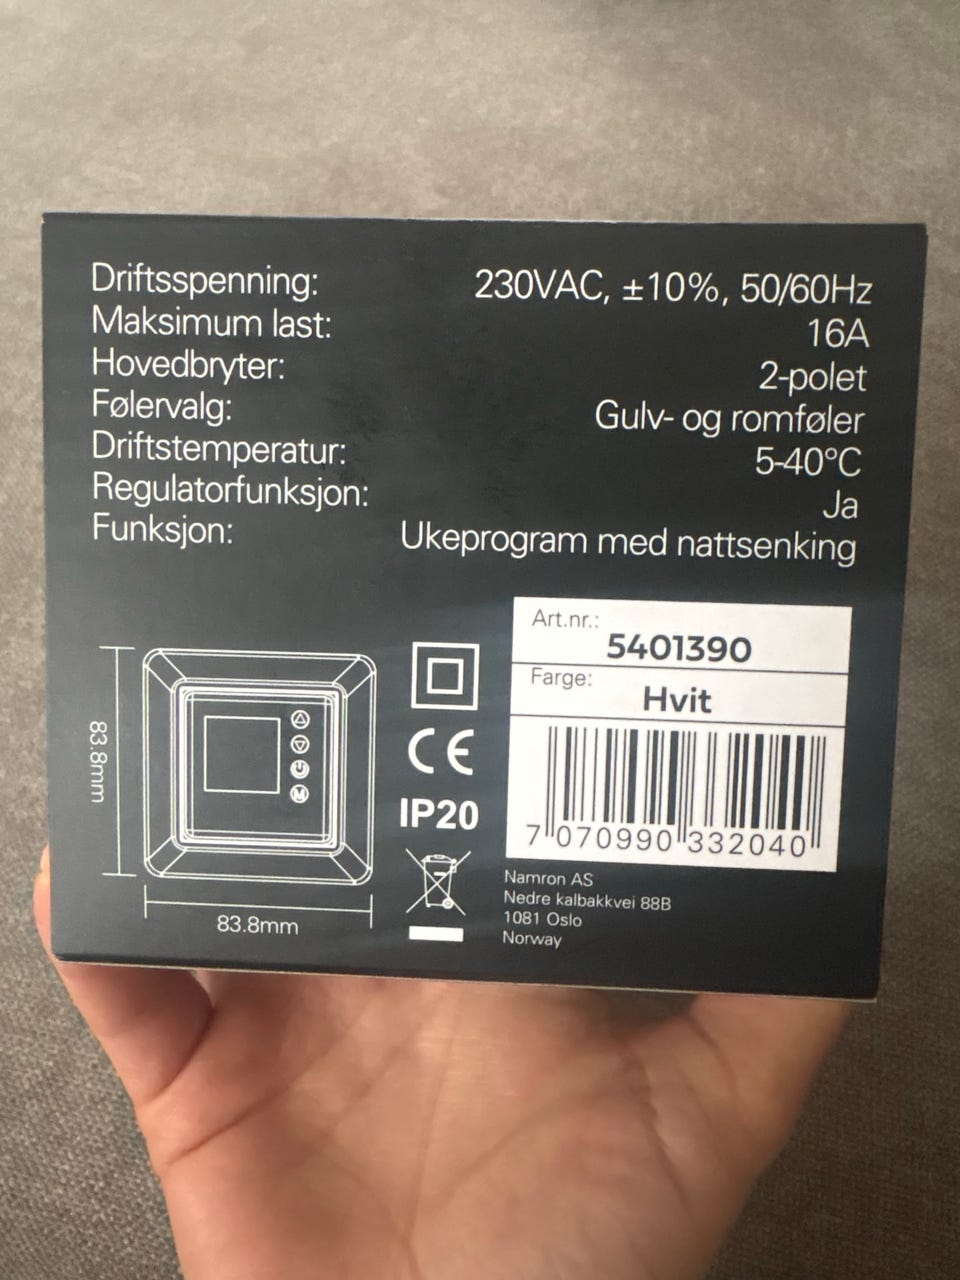 Driftsspenning: 230VAC, ±10%, 50/60Hz
Maksimum last: 16A
Hovedbryter: 2-polet
Følervalg: Gulv- og romføler
Driftstemperatur: 5-40°C
Regulatorfunksjon: Ja
Funksjon: Ukeprogram med nattsenking
Art.nr.:
5401390
Farge:
Hvit
7 070990 332040
83.8mm
M
83.8mm
CE
IP20
Namron AS
Nedre kalbakkvei 88B
1081 Oslo
Norway